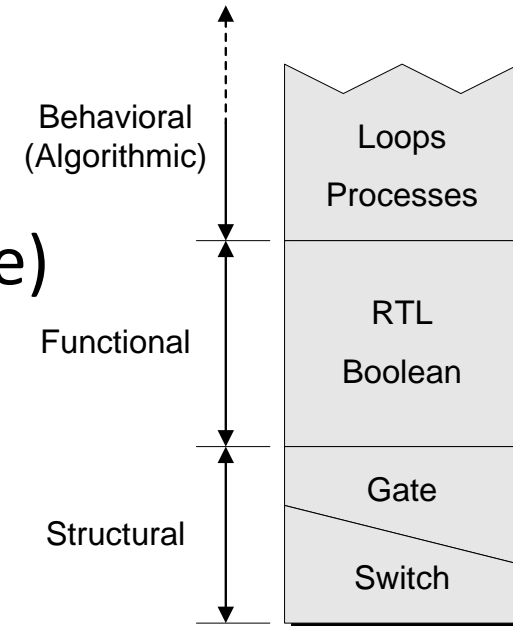 Behavioral
(Algorithmic)
Loops
Processes
e)
Functional
RTL
Boolean
Structural
Gate
Switch